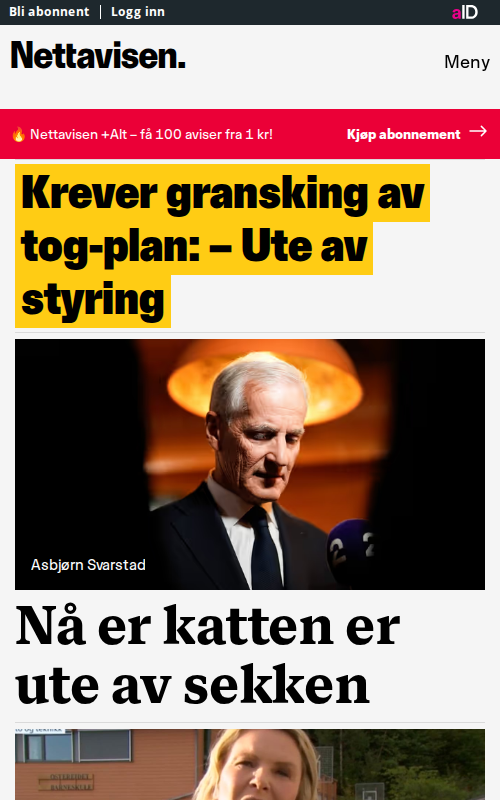 Bli abonnent | Logg inn
aID
Nettavisen.
Meny
🔥 Nettavisen +Alt – få 100 aviser fra 1 kr!
Kjøp abonnement →
Krever gransking av
tog-plan: – Ute av
styring
2
Asbjørn Svarstad
Nå er katten er
ute av sekken